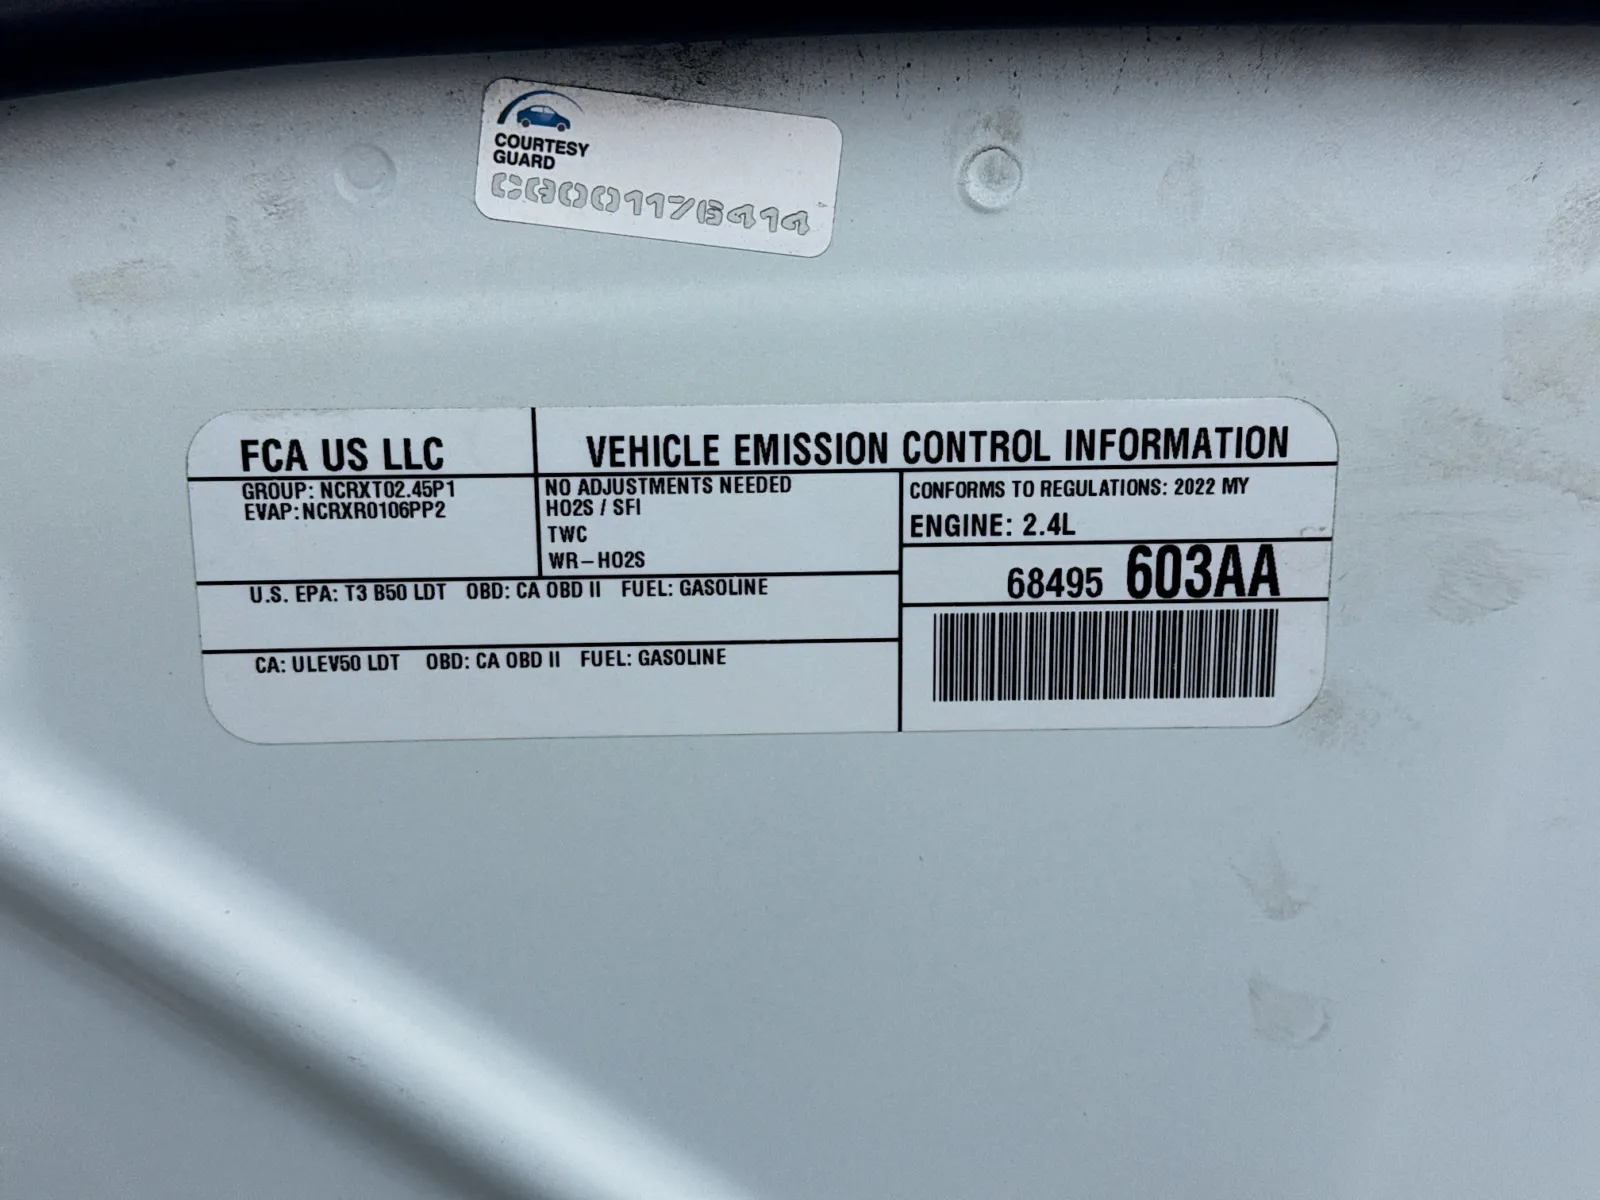 COURTESY
GUARD
CG001176414
FCA US LLC
VEHICLE EMISSION CONTROL INFORMATION
GROUP: NCRXT02.45P1
EVAP:NCRXR0106PP2
NO ADJUSTMENTS NEEDED
HO2S / SFI
TWC
WR-HO2S
CONFORMS TO REGULATIONS: 2022 MY
ENGINE: 2.4L
68495 603AA
U.S. EPA: T3 B50 LDT OBD: CA OBD II FUEL: GASOLINE
CA: ULEV50 LDT OBD: CA OBD II FUEL: GASOLINE